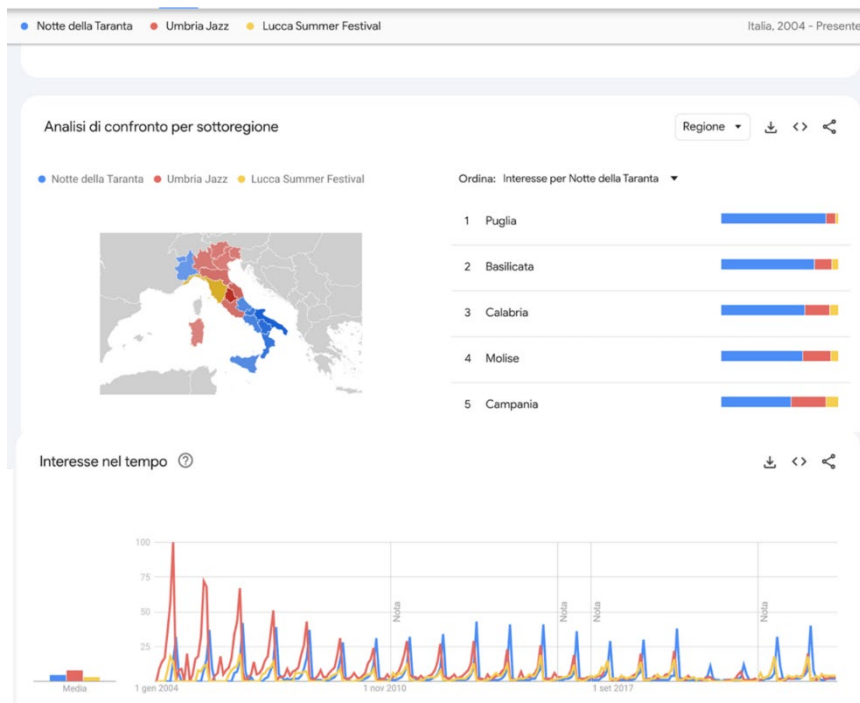 Notte della Taranta Umbria Jazz Lucca Summer Festival Italia, 2004 - Presente
Analisi di confronto per sottoregione Regione
Notte della Taranta Umbria Jazz Lucca Summer Festival
Ordina: Interesse per Notte della Taranta
1 Puglia
2 Basilicata
3 Calabria
4 Molise
5 Campania
Interesse nel tempo ?
100
75
50
25
Nota
Nota
Nota
Nota
Media
1 gen 2004 1 nov 2010 1 set 2017